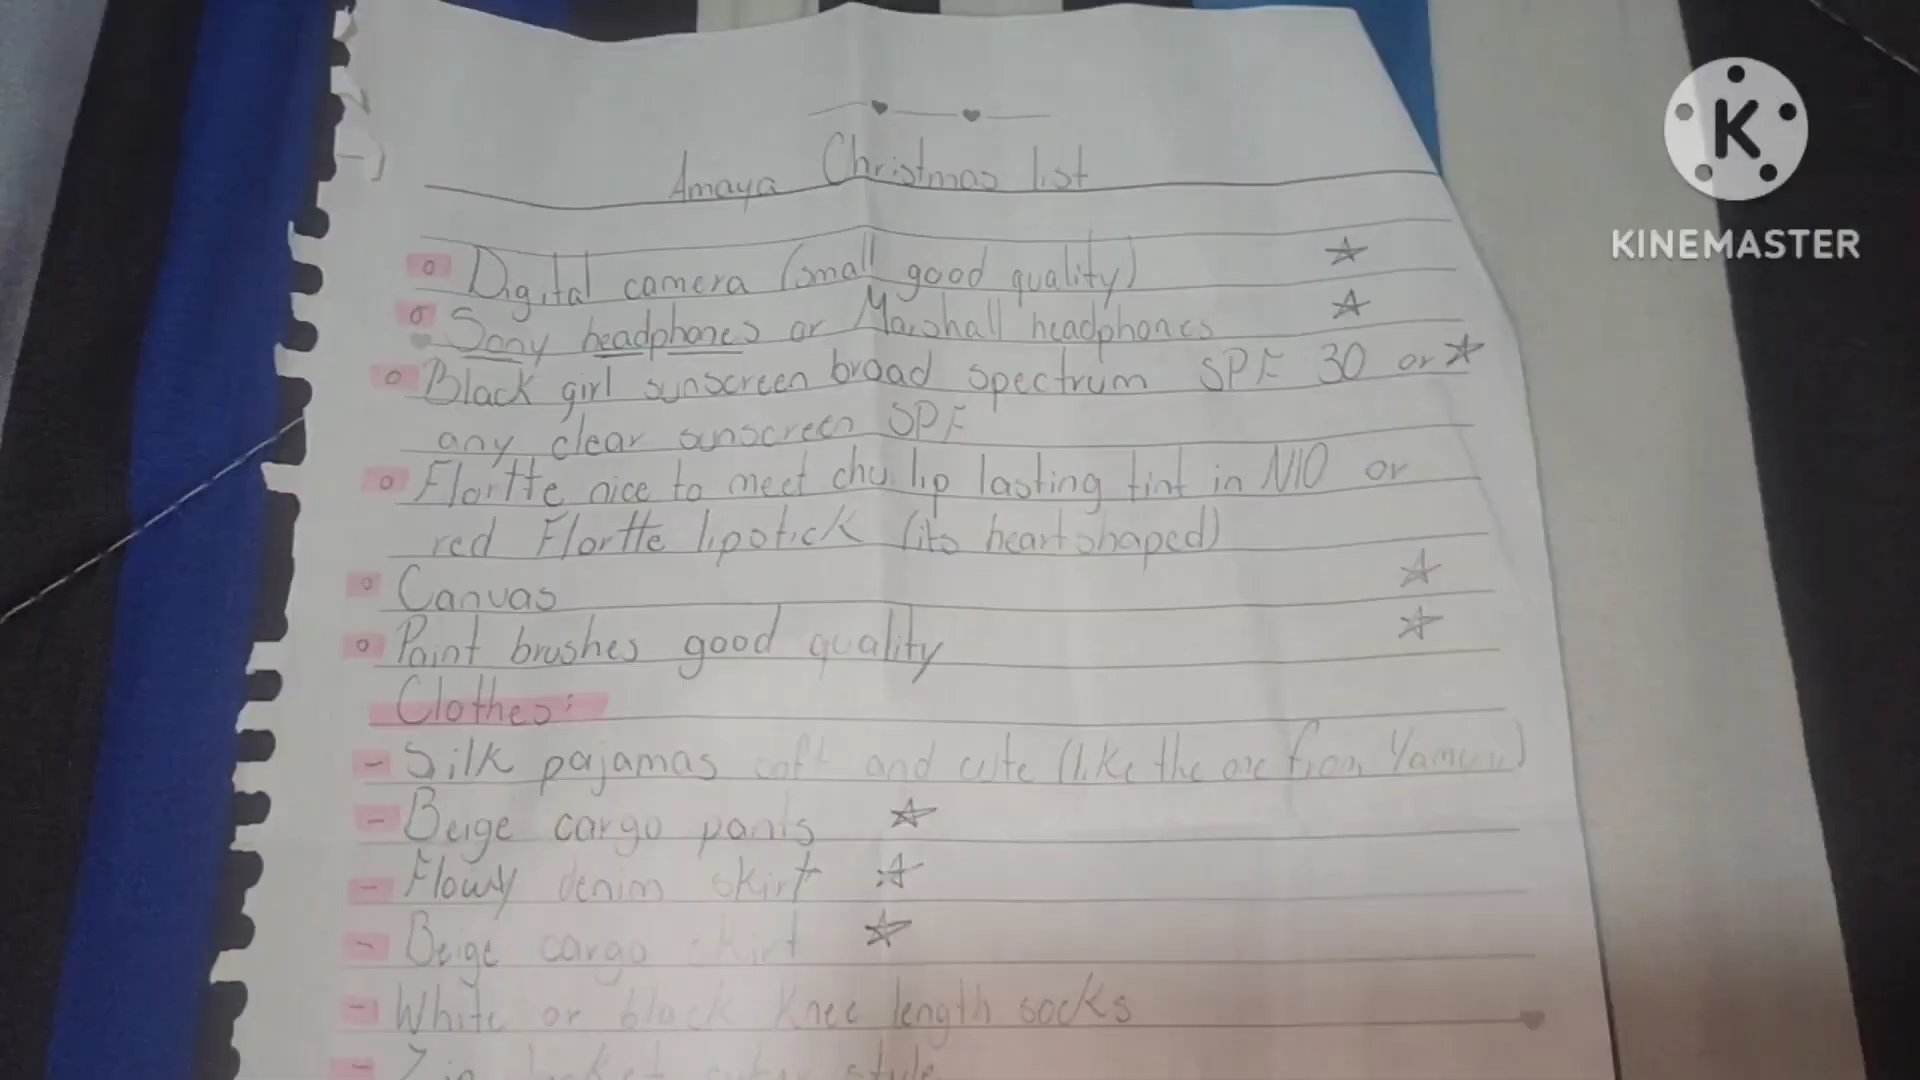 Amaya Christmas list
Digital camera (small good quality)
Sony headphones or Marshall headphones
Black girl sunscreen broad spectrum SPF 30 or
any clear sunscreen SPF
Flortte nice to meet chu lip lasting tint in N10 or
red Flortte lipstick (its heart shaped)
Canvas
Paint brushes good quality
Clothes:
- Silk pajamas soft and cute (like the one from
- Beige cargo pants
- Flowy denim skirt
- Beige cargo skirt
- White or black knee length socks
- Zip jacket style
K
KINEMASTER